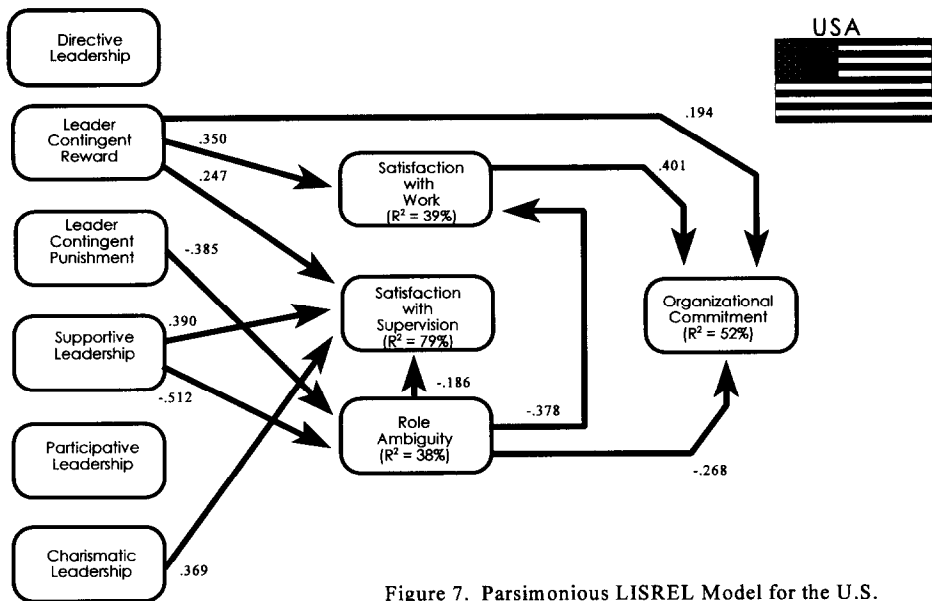 USA
Directive
Leadership
Leader
Contingent
Reward
.350
.247
.194
Satisfaction
with
Work
(R² = 39%)
.401
Leader
Contingent
Punishment
-.385
Satisfaction
with
Supervision
(R² = 79%)
Organizational
Commitment
(R² = 52%)
Supportive
Leadership
.390
-.512
-.186
-.378
Role
Ambiguity
(R² = 38%)
-.268
Participative
Leadership
Charismatic
Leadership
.369
Figure 7. Parsimonious LISREL Model for the U.S.